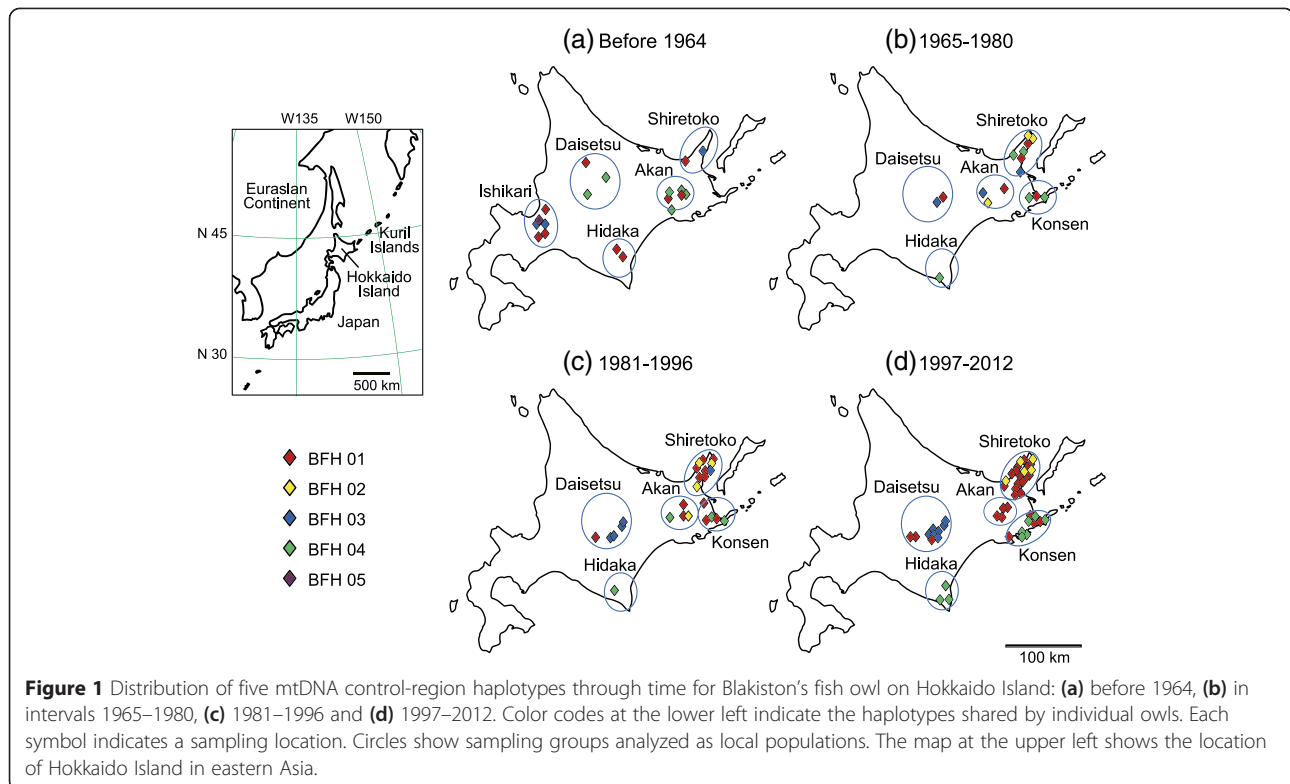 (a) Before 1964
(b) 1965-1980
W135 W150
Eurasian
Continent
N 45
Kuril
Islands
Hokkaido
Island
Japan
N 30
500 km
Shiretoko
Daisetsu
Akan
Ishikari
Hidaka
Shiretoko
Daisetsu
Akan
Konsen
Hidaka
(c) 1981-1996
(d) 1997-2012
BFH 01
BFH 02
BFH 03
BFH 04
BFH 05
Shiretoko
Daisetsu
Akan
Konsen
Hidaka
Shiretoko
Akan
Daisetsu
Konsen
Hidaka
100 km
Figure 1 Distribution of five mtDNA control-region haplotypes through time for Blakiston's fish owl on Hokkaido Island: (a) before 1964, (b) in
intervals 1965–1980, (c) 1981–1996 and (d) 1997–2012. Color codes at the lower left indicate the haplotypes shared by individual owls. Each
symbol indicates a sampling location. Circles show sampling groups analyzed as local populations. The map at the upper left shows the location
of Hokkaido Island in eastern Asia.